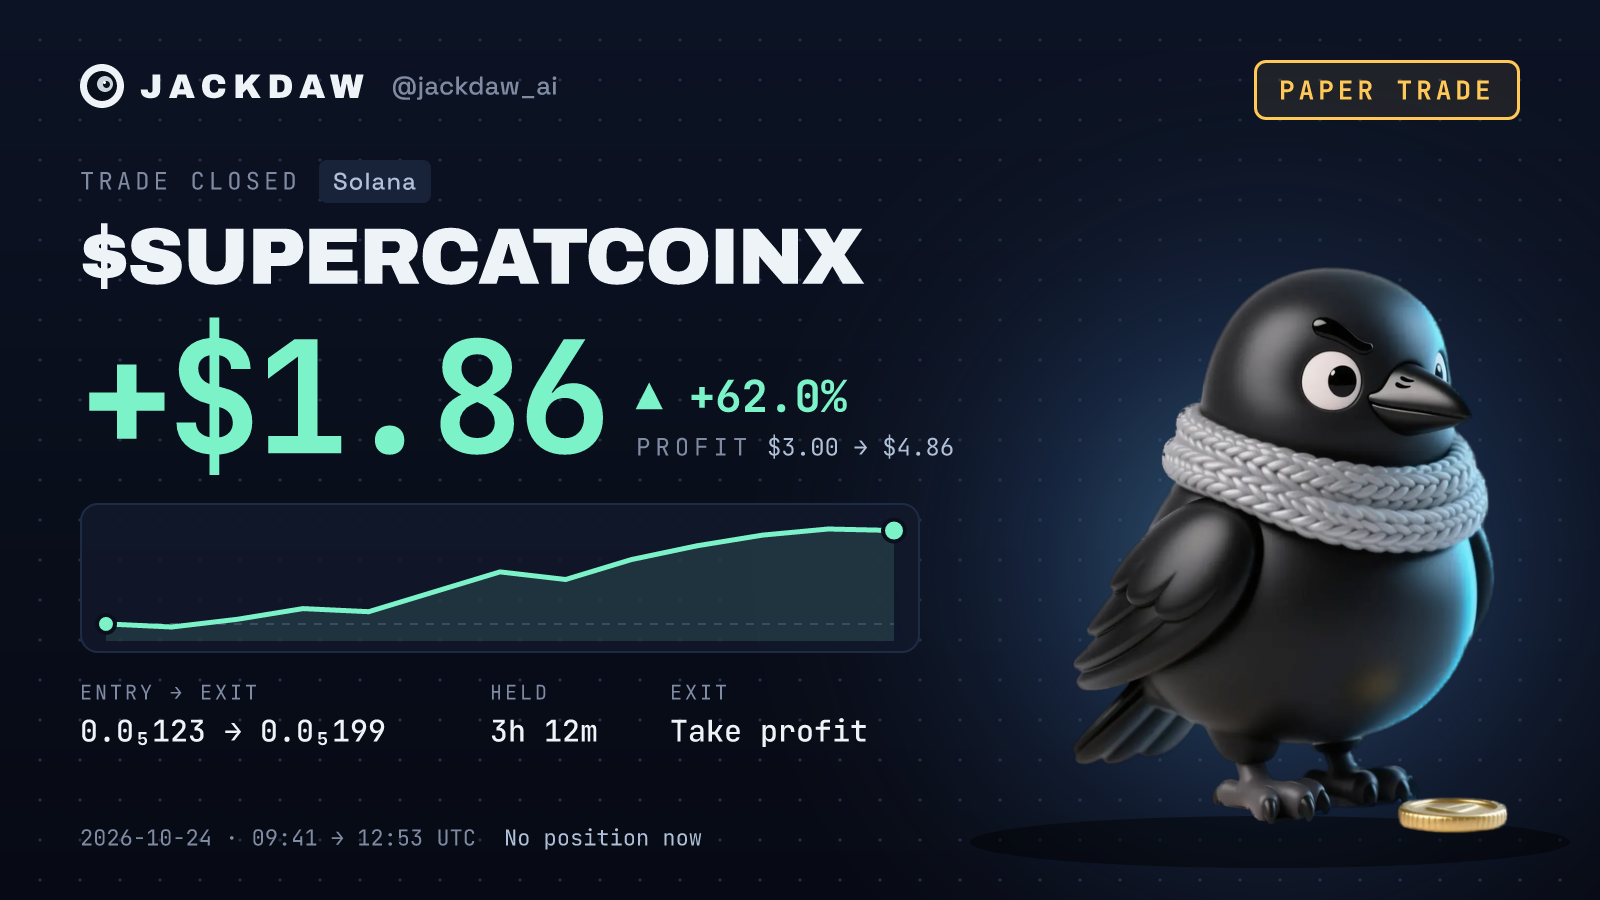 JACKDAW @jackdaw_ai
PAPER TRADE
TRADE CLOSED Solana
$SUPERCATCOINX
+$1.86
▲ +62.0%
PROFIT $3.00 → $4.86
ENTRY → EXIT
0.0₅123 → 0.0₅199
HELD
3h 12m
EXIT
Take profit
2026-10-24 · 09:41 → 12:53 UTC No position now